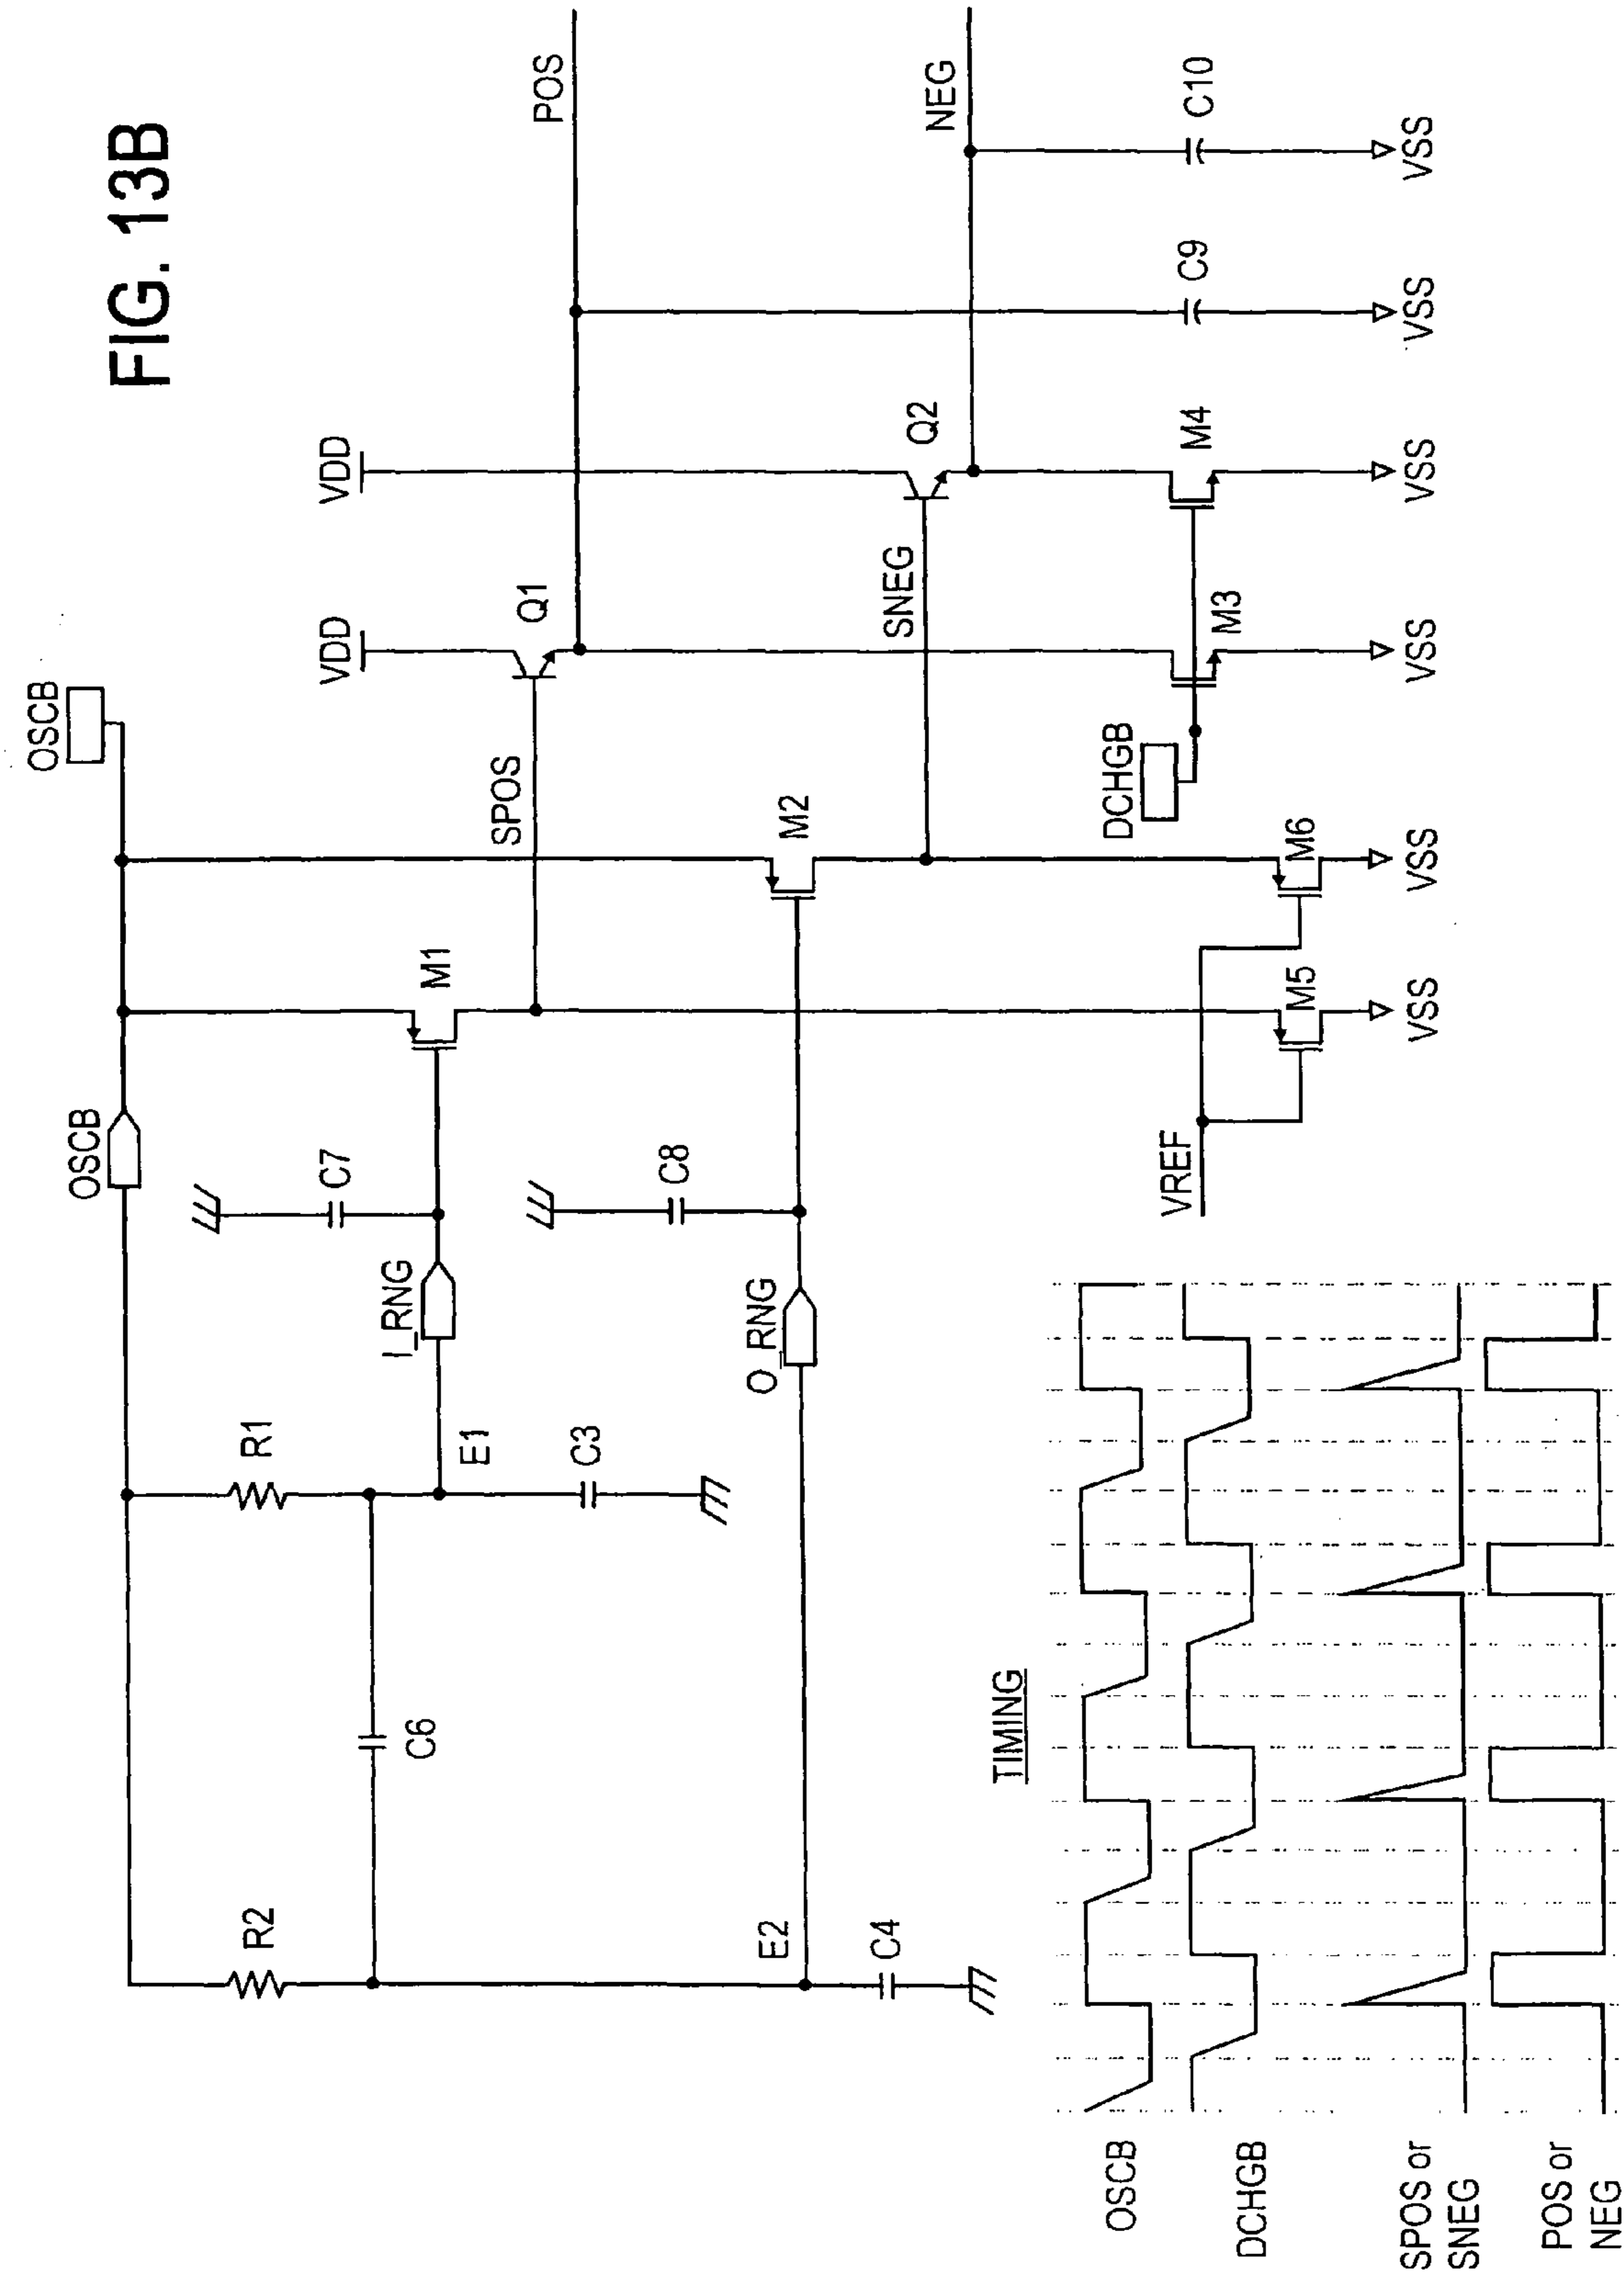 FIG. 13B
OSCB
OSCB
R2
R1
C6
E1
C3
I_RNG
C7
M1
E2
C4
O_RNG
C8
M2
SPOS
VDD
Q1
VDD
POS
SNEG
Q2
NEG
DCHGB
M3
M4
C9
C10
VREF
M5
M6
VSS
VSS
VSS
VSS
VSS
VSS
TIMING
OSCB
DCHGB
SPOS or
SNEG
POS or
NEG